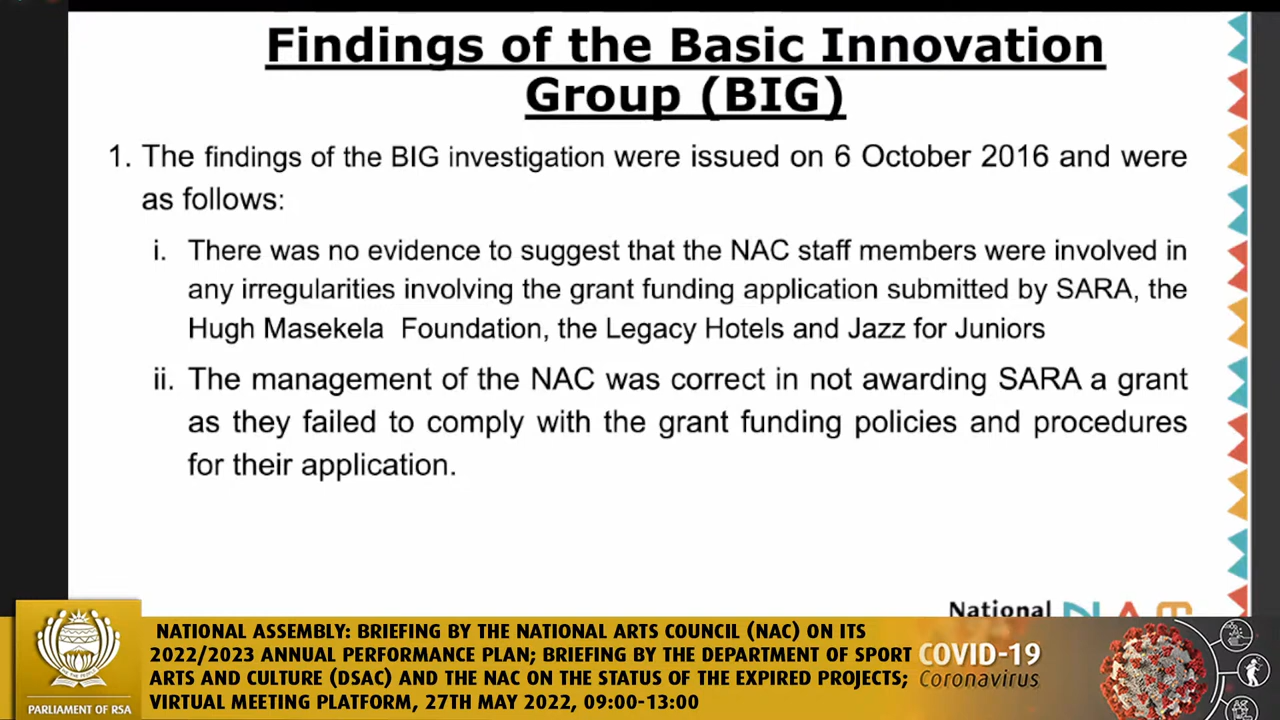 Findings of the Basic Innovation
Group (BIG)
1. The findings of the BIG investigation were issued on 6 October 2016 and were
as follows:
i. There was no evidence to suggest that the NAC staff members were involved in
any irregularities involving the grant funding application submitted by SARA, the
Hugh Masekela Foundation, the Legacy Hotels and Jazz for Juniors
ii. The management of the NAC was correct in not awarding SARA a grant
as they failed to comply with the grant funding policies and procedures
for their application.
National
NATIONAL ASSEMBLY: BRIEFING BY THE NATIONAL ARTS COUNCIL (NAC) ON ITS
2022/2023 ANNUAL PERFORMANCE PLAN; BRIEFING BY THE DEPARTMENT OF SPORT
ARTS AND CULTURE (DSAC) AND THE NAC ON THE STATUS OF THE EXPIRED PROJECTS;
VIRTUAL MEETING PLATFORM, 27TH MAY 2022, 09:00-13:00
PARLIAMENT OF RSA
COVID-19
Coronavirus